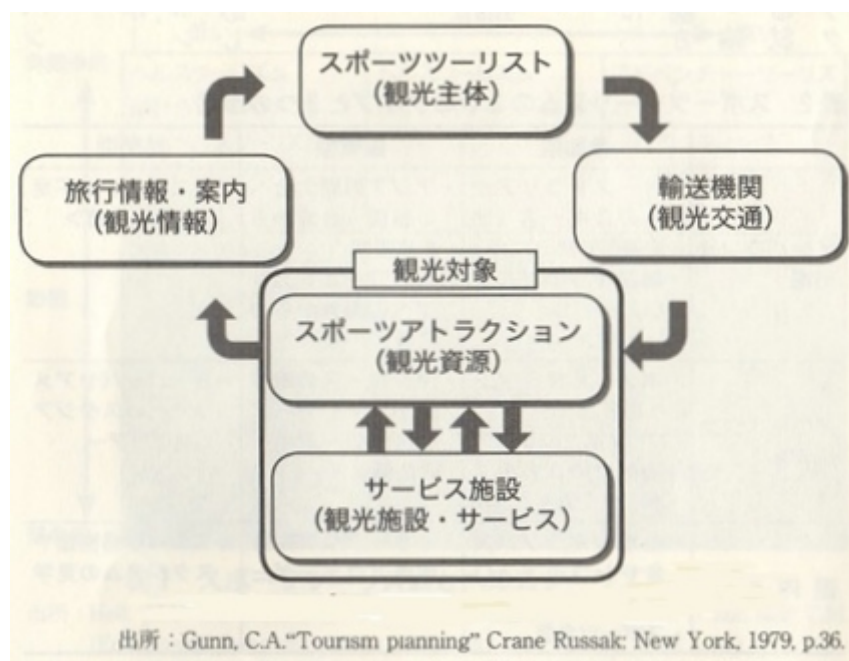 スポーツツーリスト
(観光主体)
旅行情報・案内
(観光情報)
輸送機関
(観光交通)
観光対象
スポーツアトラクション
(観光資源)
サービス施設
(観光施設・サービス)
出所：Gunn, C.A.“Tourism planning” Crane Russak: New York, 1979, p.36.